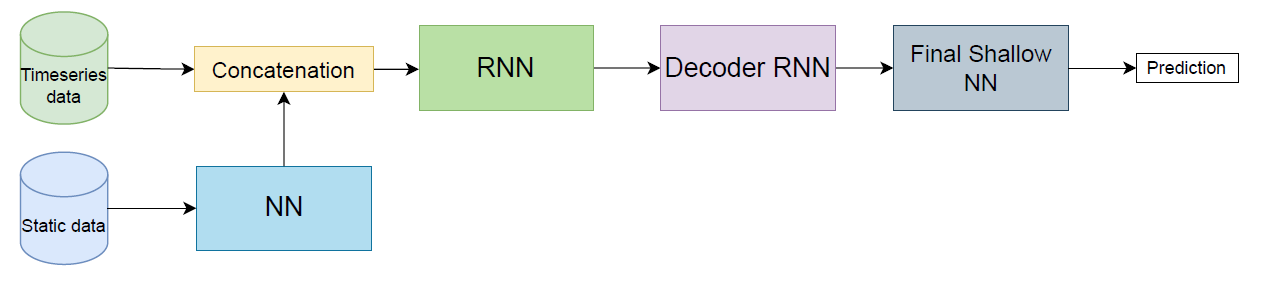 Timeseries
data
Concatenation
RNN
Decoder RNN
Final Shallow
NN
Prediction
Static data
NN